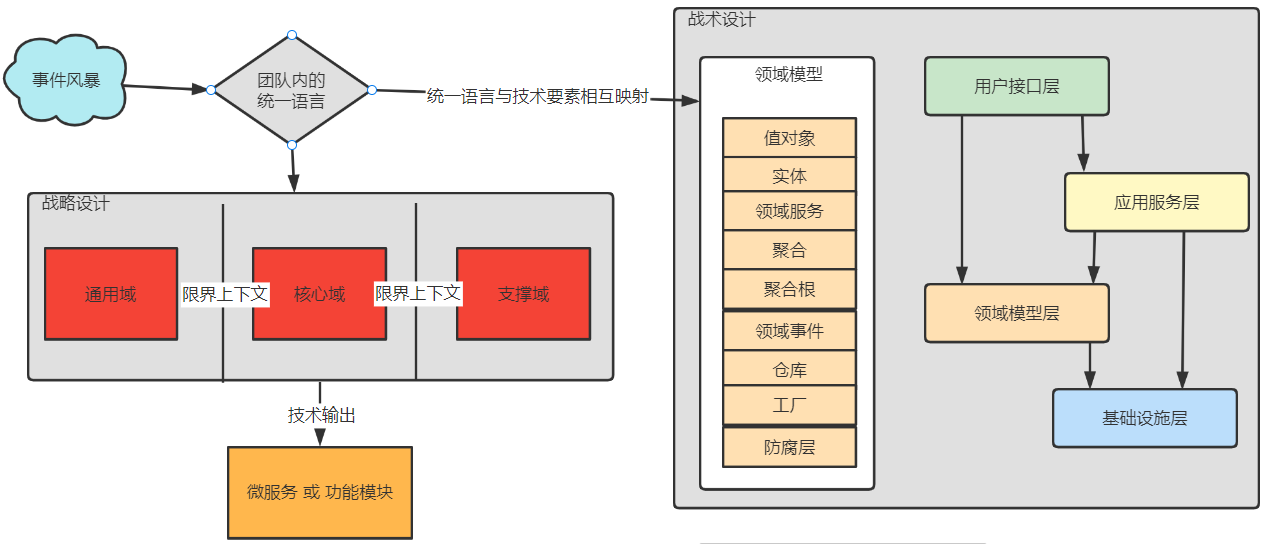 事件风暴
团队内的
统一语言
统一语言与技术要素相互映射
战略设计
通用域
限界上下文
核心域
限界上下文
支撑域
技术输出
微服务 或 功能模块
战术设计
领域模型
值对象
实体
领域服务
聚合
聚合根
领域事件
仓库
工厂
防腐层
用户接口层
应用服务层
领域模型层
基础设施层